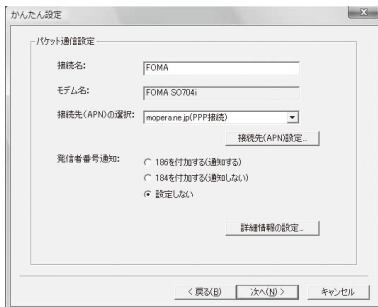 かんたん設定
パケット通信設定
接続名: FOMA
モデム名: FOMA SO704i
接続先(APN)の選択: mopera.ne.jp(PPP接続)
接続先(APN)設定...
発信者番号通知: 186を付加する(通知する)
184を付加する(通知しない)
設定しない
詳細情報の設定...
< 戻る(B) 次へ(N) > キャンセル